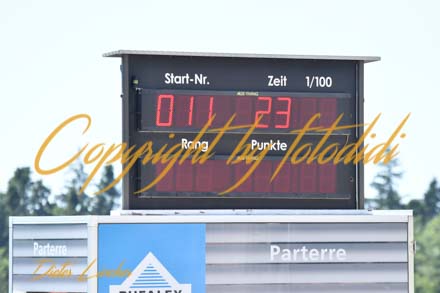 Start-Nr. Zeit 1/100
011 23
Rang Punkte
Copyright by fotodidi
Parterre Parterre